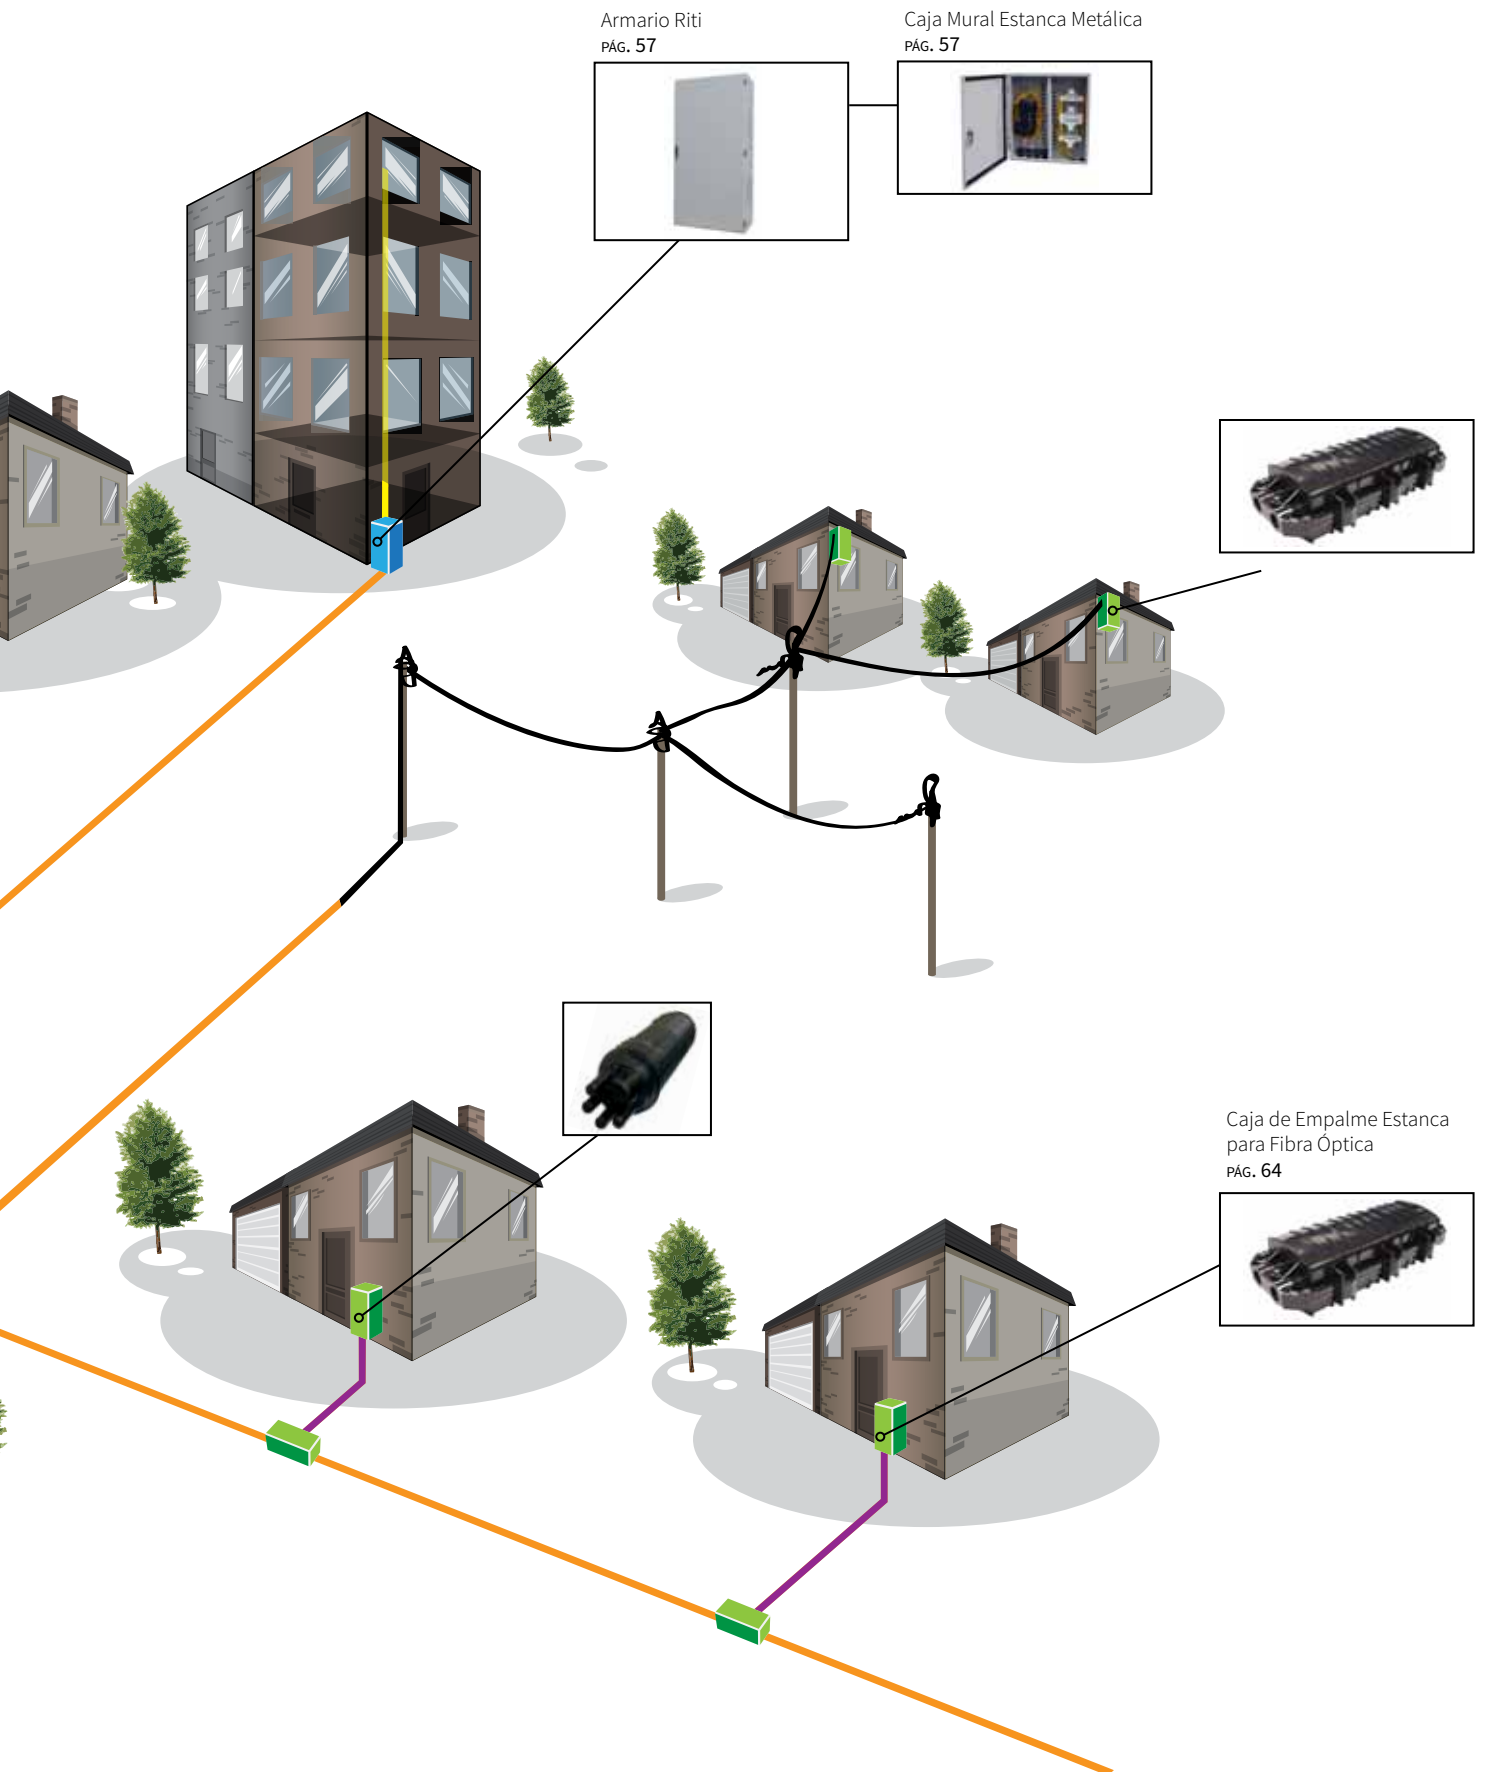 Armario Riti
PÁG. 57
Caja Mural Estanca Metálica
PÁG. 57
Caja de Empalme Estanca
para Fibra Óptica
PÁG. 64